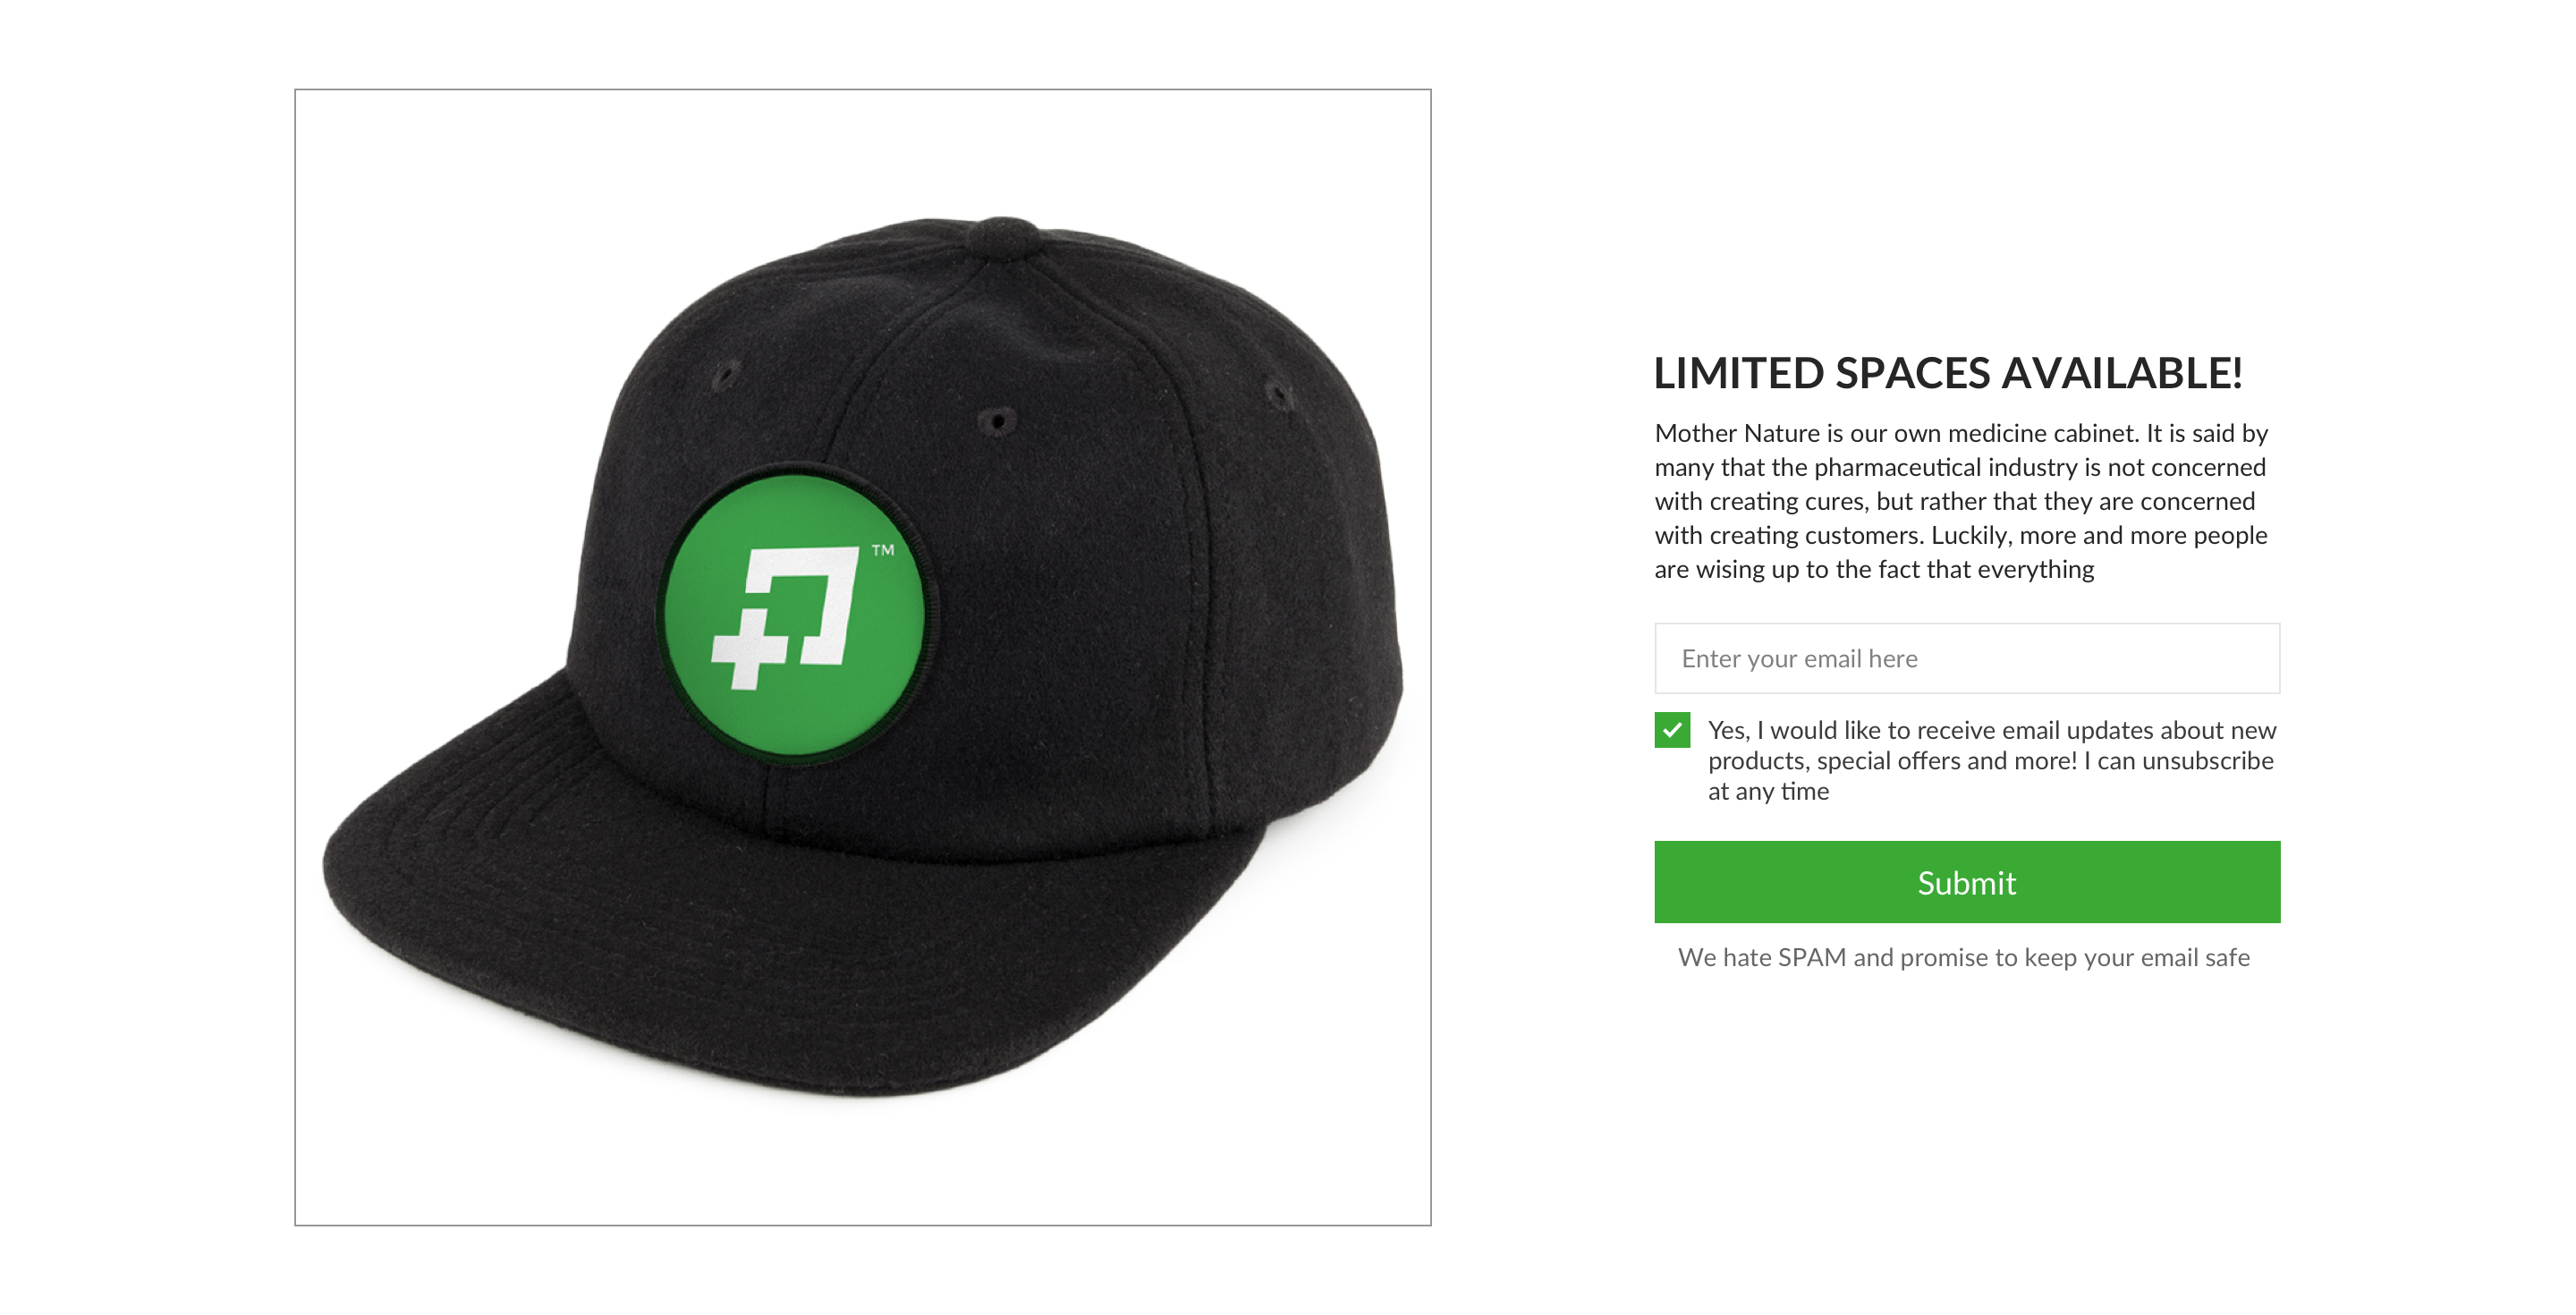 TM
LIMITED SPACES AVAILABLE!
Mother Nature is our own medicine cabinet. It is said by
many that the pharmaceutical industry is not concerned
with creating cures, but rather that they are concerned
with creating customers. Luckily, more and more people
are wising up to the fact that everything
Enter your email here
Yes, I would like to receive email updates about new
products, special offers and more! I can unsubscribe
at any time
Submit
We hate SPAM and promise to keep your email safe